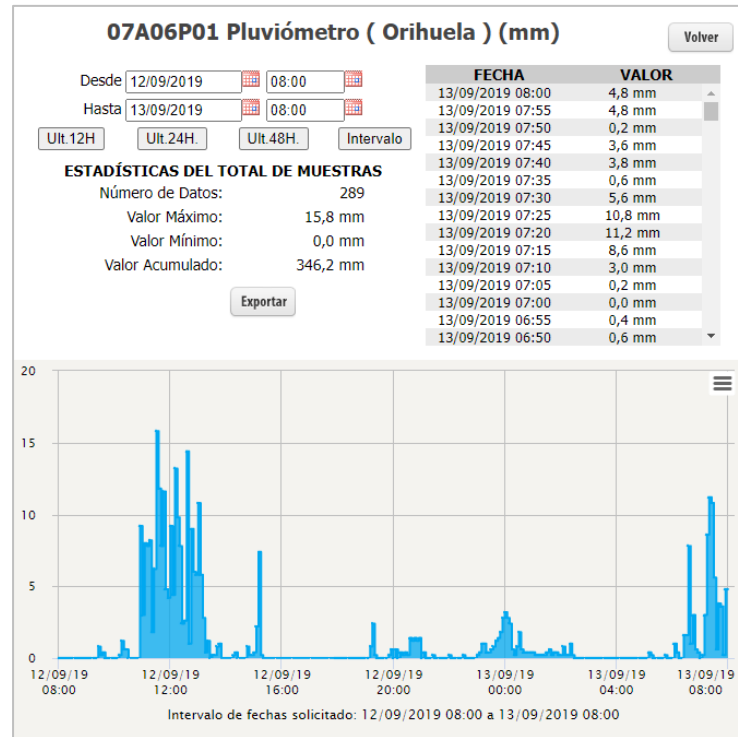 07A06P01 Pluviómetro ( Orihuela ) (mm)
Volver
Desde 12/09/2019 08:00
Hasta 13/09/2019 08:00
Ult.12H Ult.24H. Ult.48H. Intervalo
ESTADÍSTICAS DEL TOTAL DE MUESTRAS
Número de Datos: 289
Valor Máximo: 15,8 mm
Valor Mínimo: 0,0 mm
Valor Acumulado: 346,2 mm
Exportar
FECHA VALOR
13/09/2019 08:00 4,8 mm
13/09/2019 07:55 4,8 mm
13/09/2019 07:50 0,2 mm
13/09/2019 07:45 3,6 mm
13/09/2019 07:40 3,8 mm
13/09/2019 07:35 0,6 mm
13/09/2019 07:30 5,6 mm
13/09/2019 07:25 10,8 mm
13/09/2019 07:20 11,2 mm
13/09/2019 07:15 8,6 mm
13/09/2019 07:10 3,0 mm
13/09/2019 07:05 0,2 mm
13/09/2019 07:00 0,0 mm
13/09/2019 06:55 0,4 mm
13/09/2019 06:50 0,6 mm
20
15
10
5
0
12/09/19 12/09/19 12/09/19 12/09/19 13/09/19 13/09/19 13/09/19
08:00 12:00 16:00 20:00 00:00 04:00 08:00
Intervalo de fechas solicitado: 12/09/2019 08:00 a 13/09/2019 08:00